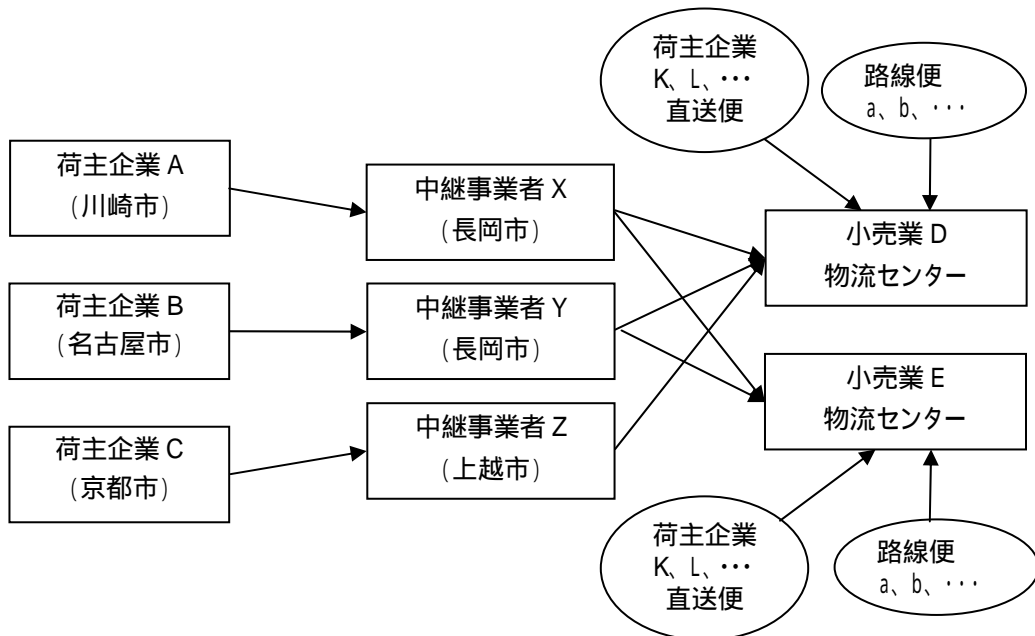 荷主企業
K、L、・・・
直送便
路線便
a、b、・・・
荷主企業 A
(川崎市)
中継事業者 X
(長岡市)
小売業 D
物流センター
荷主企業 B
(名古屋市)
中継事業者 Y
(長岡市)
小売業 E
物流センター
荷主企業 C
(京都市)
中継事業者 Z
(上越市)
荷主企業
K、L、・・・
直送便
路線便
a、b、・・・